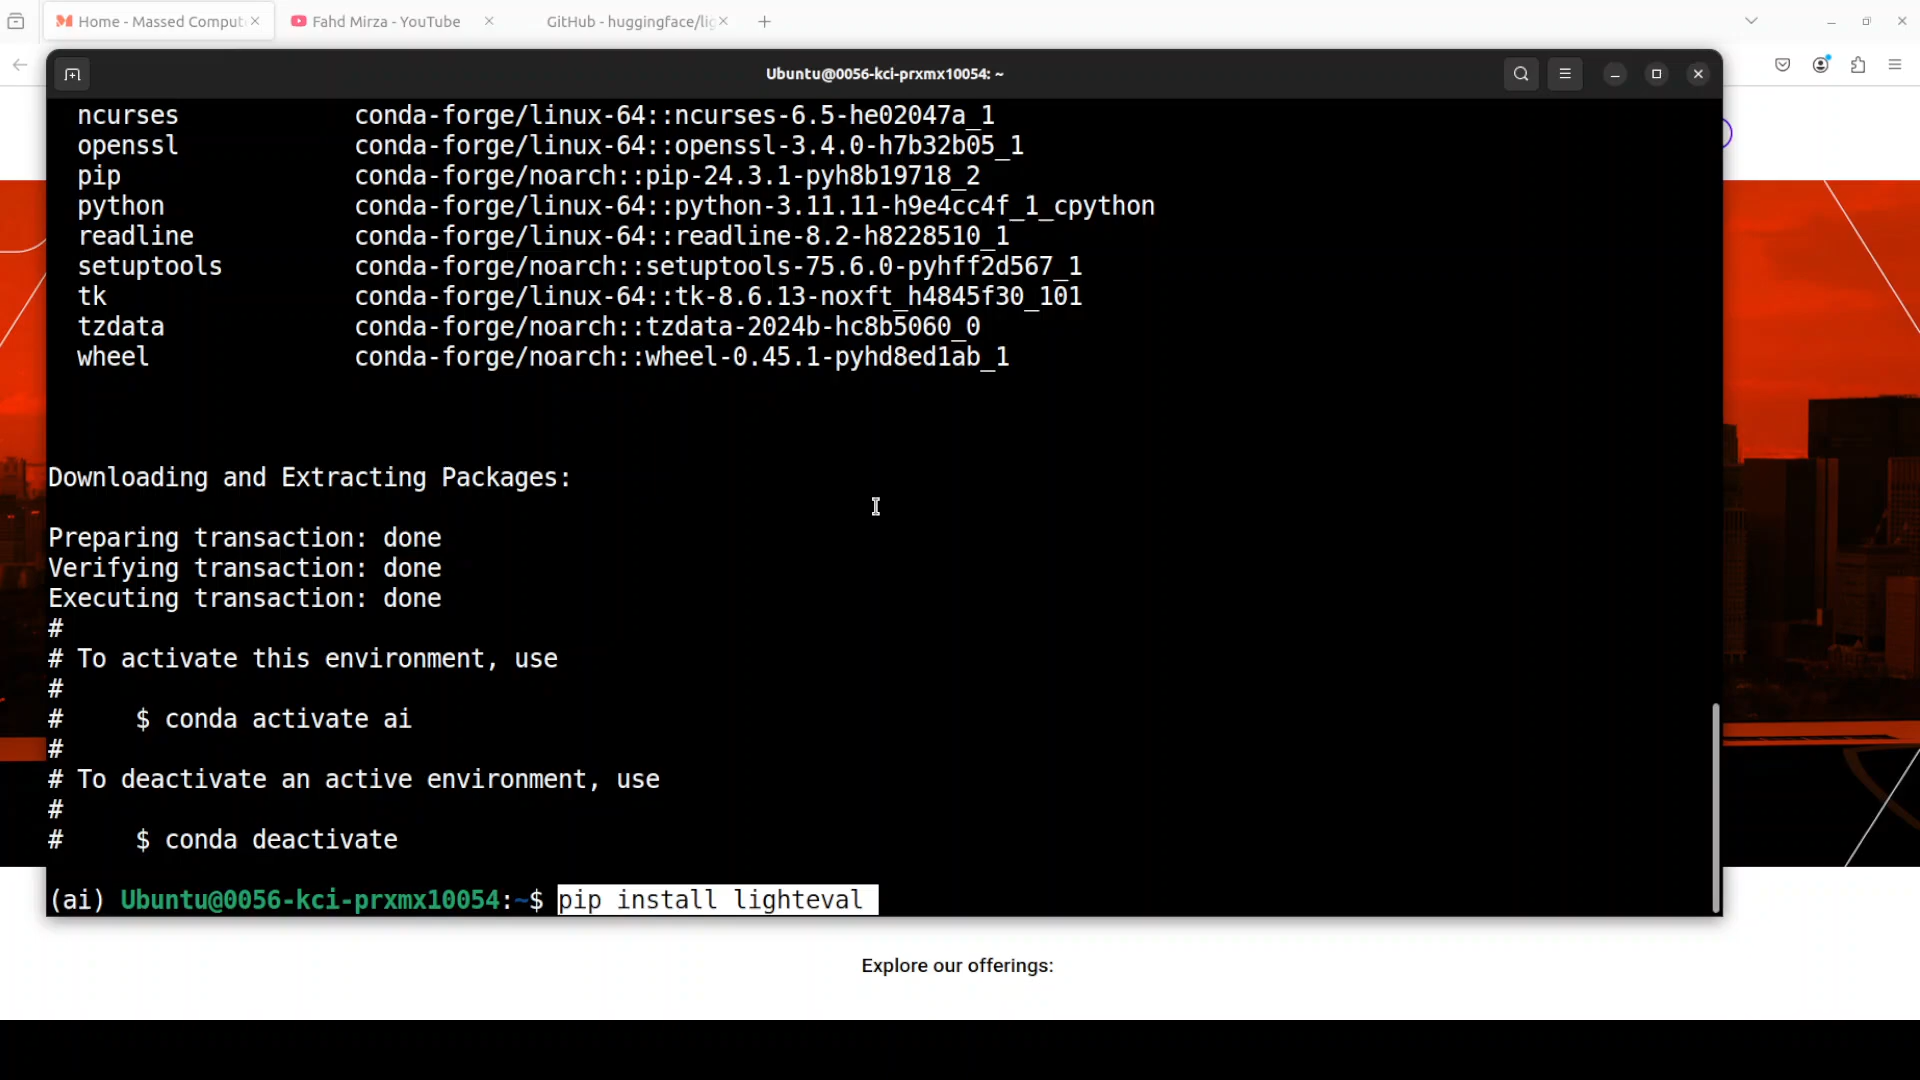 Home - Massed Comput
Fahd Mirza - YouTube
GitHub - huggingface/lig
Ubuntu@0056-kci-prxmx10054: ~
ncurses conda-forge/linux-64::ncurses-6.5-he02047a_1
openssl conda-forge/linux-64::openssl-3.4.0-h7b32b05_1
pip conda-forge/noarch::pip-24.3.1-pyh8b19718_2
python conda-forge/linux-64::python-3.11.11-h9e4cc4f_1_cpython
readline conda-forge/linux-64::readline-8.2-h8228510_1
setuptools conda-forge/noarch::setuptools-75.6.0-pyhff2d567_1
tk conda-forge/linux-64::tk-8.6.13-noxft_h4845f30_101
tzdata conda-forge/noarch::tzdata-2024b-hc8b5060_0
wheel conda-forge/noarch::wheel-0.45.1-pyhd8ed1ab_1
Downloading and Extracting Packages:
Preparing transaction: done
Verifying transaction: done
Executing transaction: done
#
# To activate this environment, use
#
# $ conda activate ai
#
# To deactivate an active environment, use
#
# $ conda deactivate
(ai) Ubuntu@0056-kci-prxmx10054:~$ pip install lighteval
Explore our offerings: